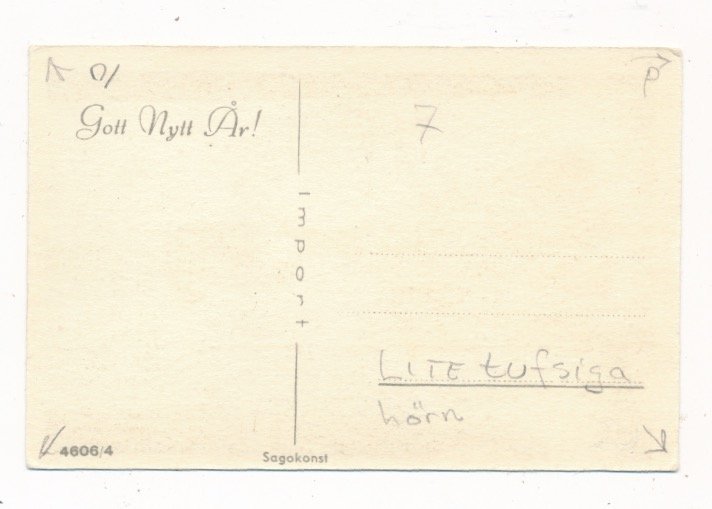 Gott Nytt År!
7
Import
LITE tufsiga
hörn
4606/4
Sagokonst